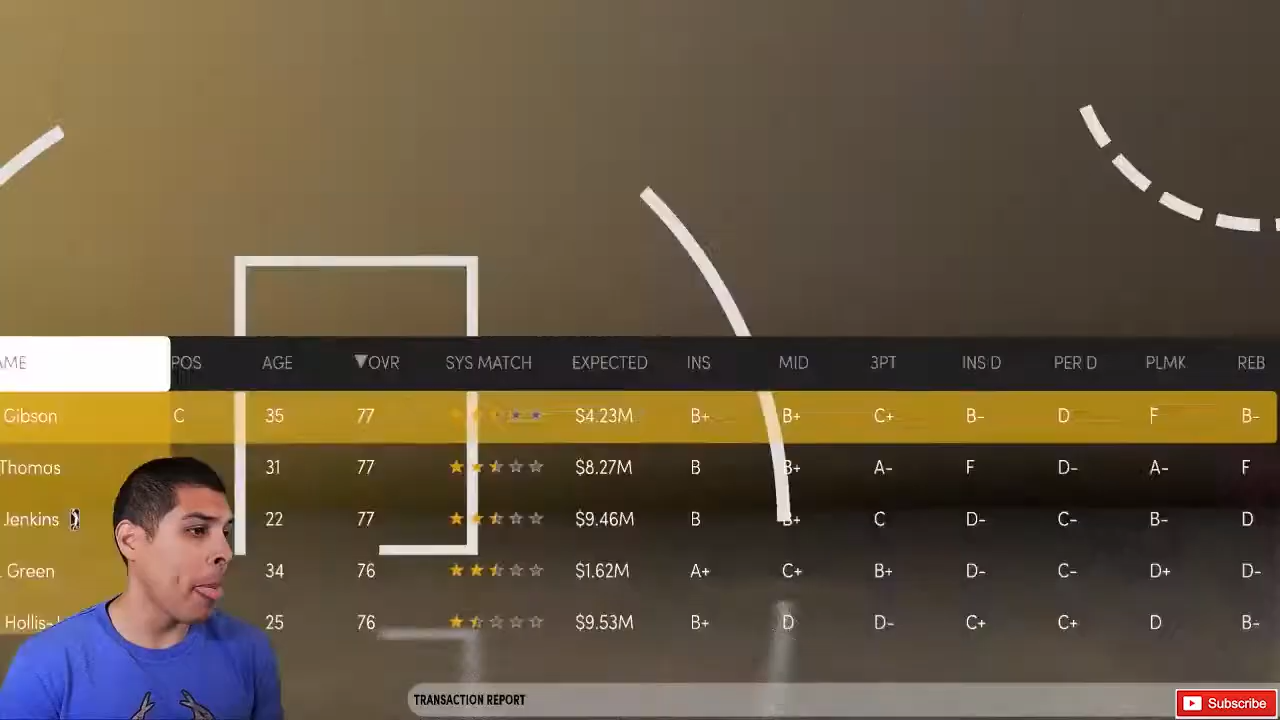 AME POS AGE ▼OVR SYS MATCH EXPECTED INS MID 3PT INS D PER D PLMK REB
Gibson C 35 77 $4.23M B+ B+ C+ B- D F B-
Thomas 31 77 $8.27M B B+ A- F D- A- F
Jenkins 22 77 $9.46M B B+ C D- C- B- D
. Green 34 76 $1.62M A+ C+ B+ D- C- D+ D-
Hollis- 25 76 $9.53M B+ D D- C+ C+ D B-
TRANSACTION REPORT
Subscribe